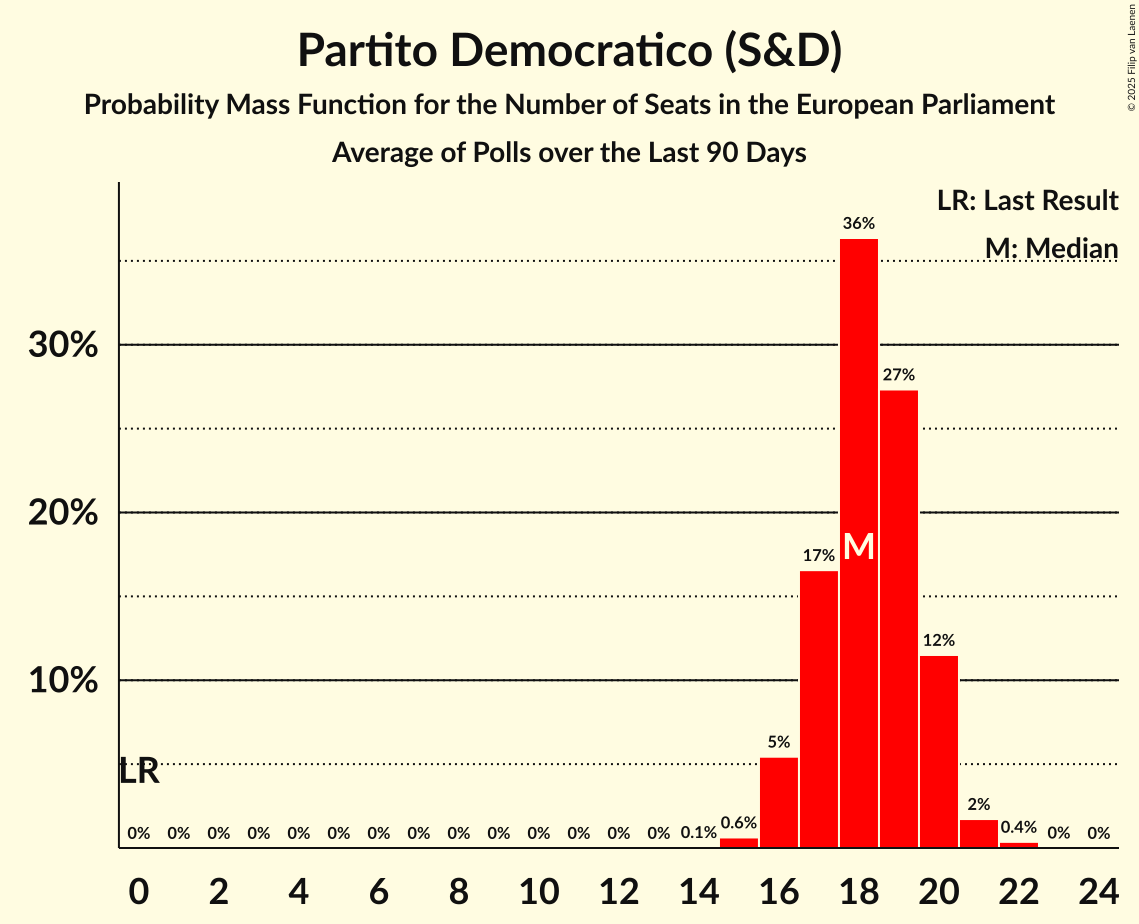 Partito Democratico (S&D)
Probability Mass Function for the Number of Seats in the European Parliament
Average of Polls over the Last 90 Days
© 2025 Filip van Laenen
LR: Last Result
M: Median
30%
20%
10%
LR
M
0% 0% 0% 0% 0% 0% 0% 0% 0% 0% 0% 0% 0% 0% 0.1% 0.6% 5% 17% 36% 27% 12% 2% 0.4% 0% 0%
0 2 4 6 8 10 12 14 16 18 20 22 24